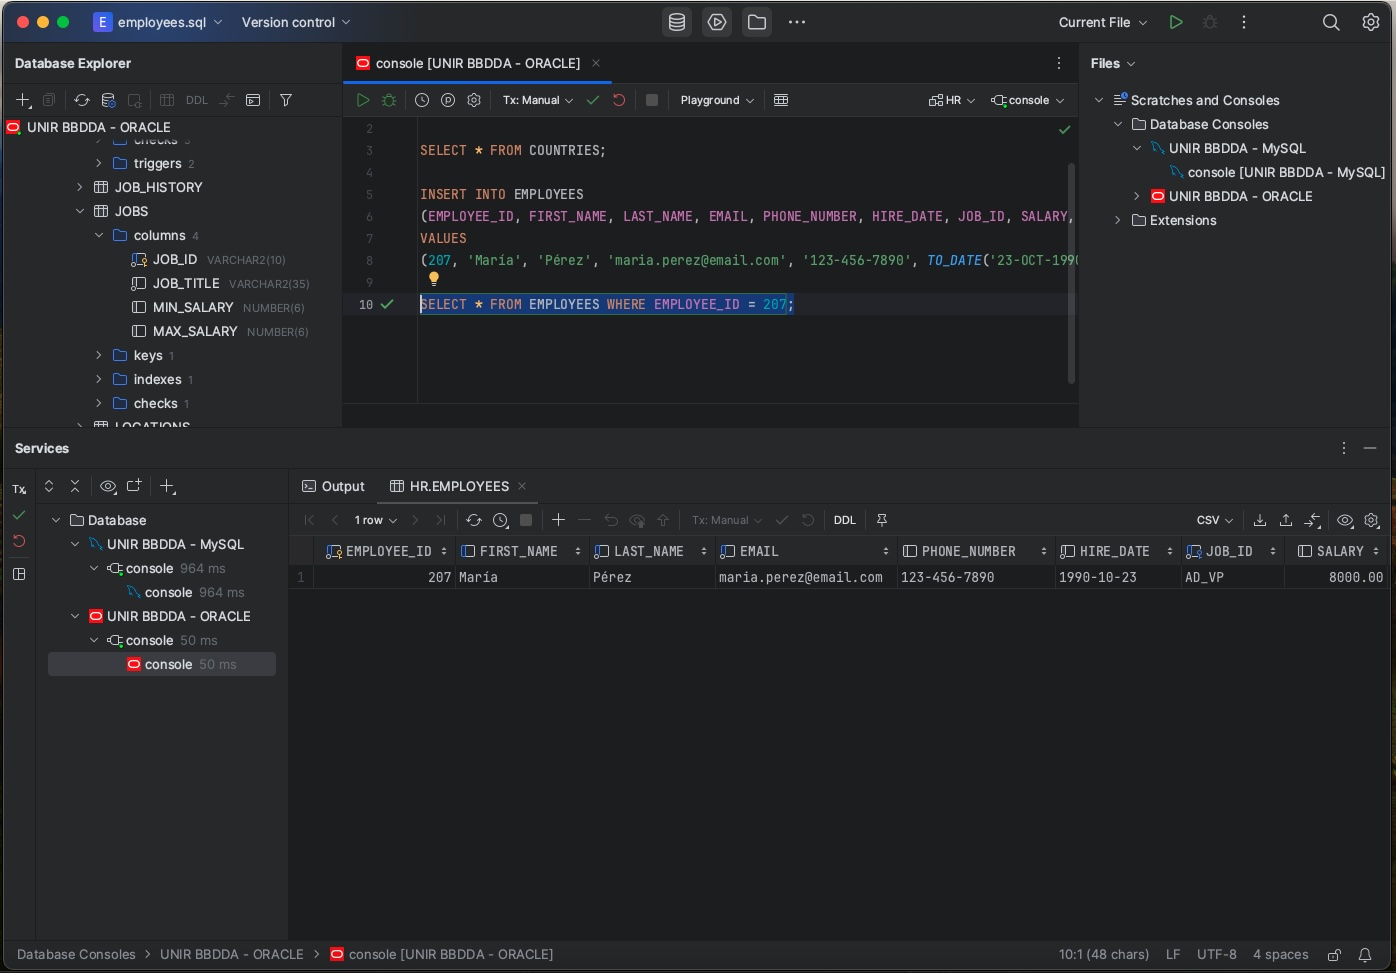 E employees.sql Version control Current File
Database Explorer
console [UNIR BBDDA - ORACLE]
Files
DDL
Tx: Manual Playground HR console
UNIR BBDDA - ORACLE
checks 3
triggers 2
JOB_HISTORY
JOBS
columns 4
JOB_ID VARCHAR2(10)
JOB_TITLE VARCHAR2(35)
MIN_SALARY NUMBER(6)
MAX_SALARY NUMBER(6)
keys 1
indexes 1
checks 1
LOCATIONS
2
3 SELECT * FROM COUNTRIES;
4
5 INSERT INTO EMPLOYEES
6 (EMPLOYEE_ID, FIRST_NAME, LAST_NAME, EMAIL, PHONE_NUMBER, HIRE_DATE, JOB_ID, SALARY,
7 VALUES
8 (207, 'María', 'Pérez', 'maria.perez@email.com', '123-456-7890', TO_DATE('23-OCT-1990
9
10 SELECT * FROM EMPLOYEES WHERE EMPLOYEE_ID = 207;
Scratches and Consoles
Database Consoles
UNIR BBDDA - MySQL
console [UNIR BBDDA - MySQL]
UNIR BBDDA - ORACLE
Extensions
Services
Tx
Database
UNIR BBDDA - MySQL
console 964 ms
console 964 ms
UNIR BBDDA - ORACLE
console 50 ms
console 50 ms
Output HR.EMPLOYEES
1 row Tx: Manual DDL CSV
EMPLOYEE_ID FIRST_NAME LAST_NAME EMAIL PHONE_NUMBER HIRE_DATE JOB_ID SALARY
1 207 María Pérez maria.perez@email.com 123-456-7890 1990-10-23 AD_VP 8000.00
Database Consoles > UNIR BBDDA - ORACLE > console [UNIR BBDDA - ORACLE] 10:1 (48 chars) LF UTF-8 4 spaces